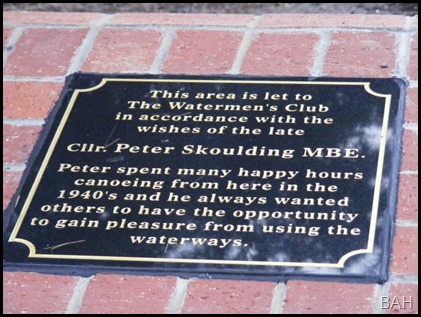 This area is let to
The Watermen's Club
in accordance with the
wishes of the late
Cllr. Peter Skoulding MBE.
Peter spent many happy hours
canoeing from here in the
1940's and he always wanted
others to have the opportunity
to gain pleasure from using the
waterways.
BAH